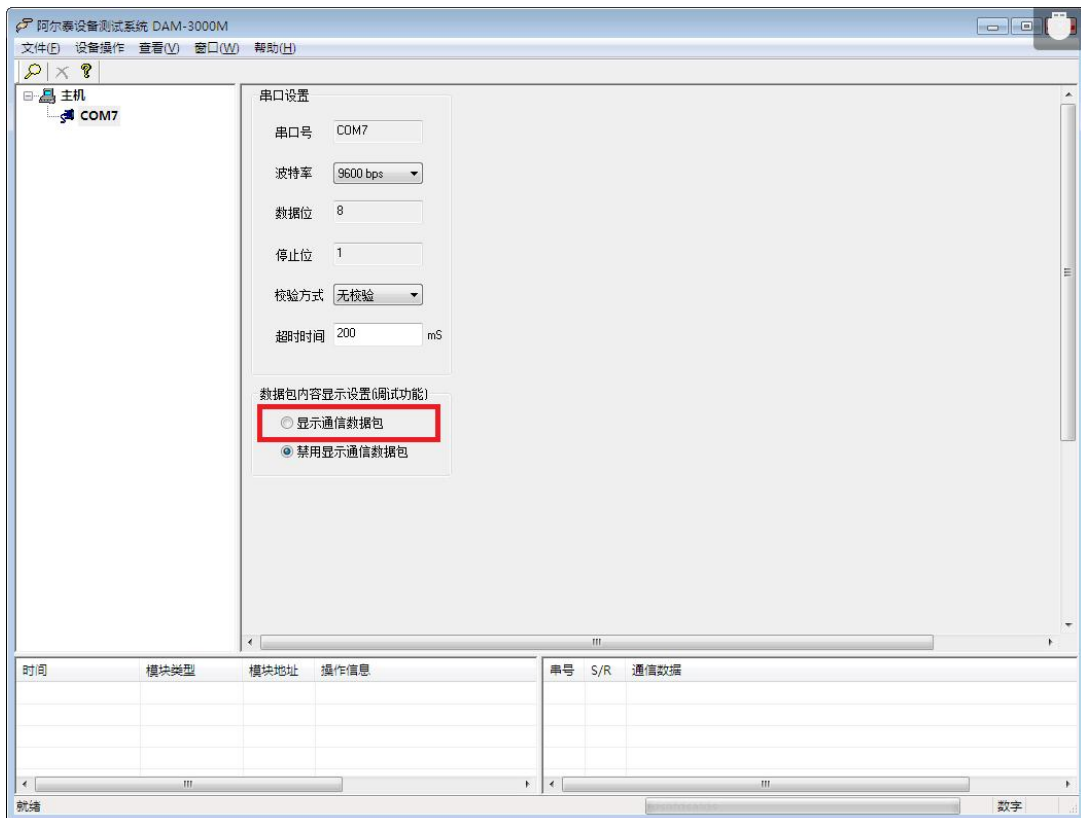 阿尔泰设备测试系统 DAM-3000M
文件(F) 设备操作 查看(V) 窗口(W) 帮助(H)
主机
COM7
串口设置
串口号 COM7
波特率 9600 bps
数据位 8
停止位 1
校验方式 无校验
超时时间 200 mS
数据包内容显示设置(调试功能)
显示通信数据包
禁用显示通信数据包
时间 模块类型 模块地址 操作信息
串号 S/R 通信数据
就绪 数字